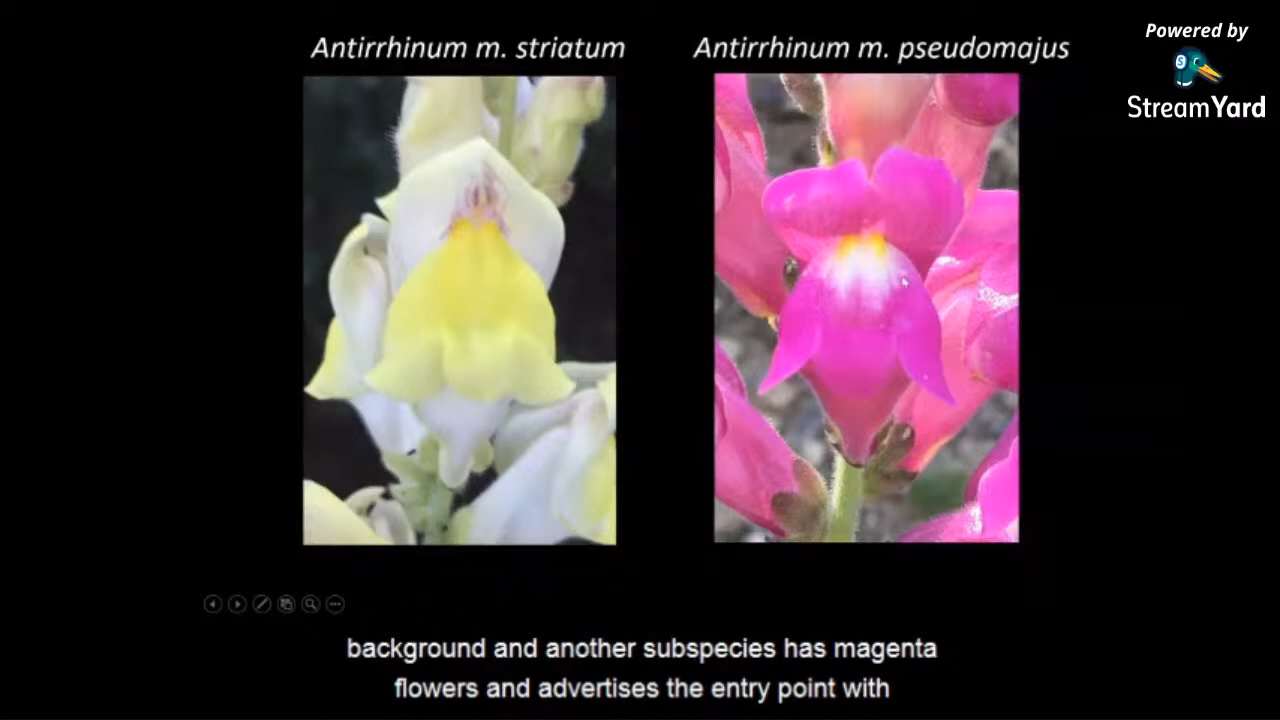 Antirrhinum m. striatum
Antirrhinum m. pseudomajus
Powered by
StreamYard
background and another subspecies has magenta
flowers and advertises the entry point with